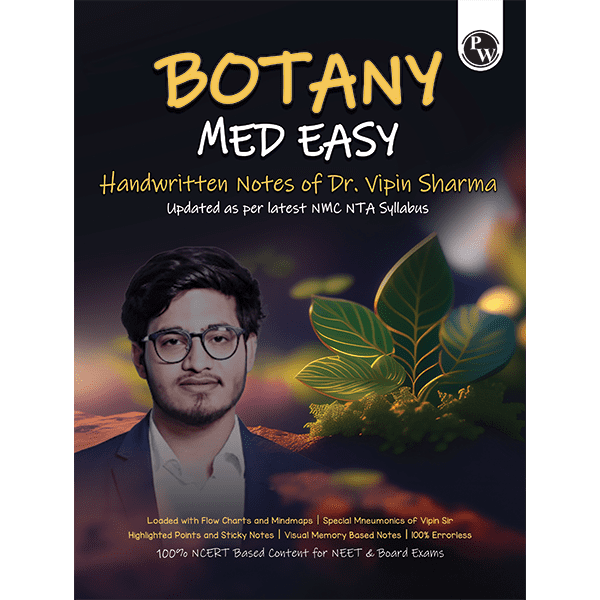 PW
BOTANY
MED EASY
Handwritten Notes of Dr. Vipin Sharma
Updated as per latest NMC NTA Syllabus
Loaded with Flow Charts and Mindmaps | Special Mneumonics of Vipin Sir
Highlighted Points and Sticky Notes | Visual Memory Based Notes | 100% Errorless
100% NCERT Based Content for NEET & Board Exams